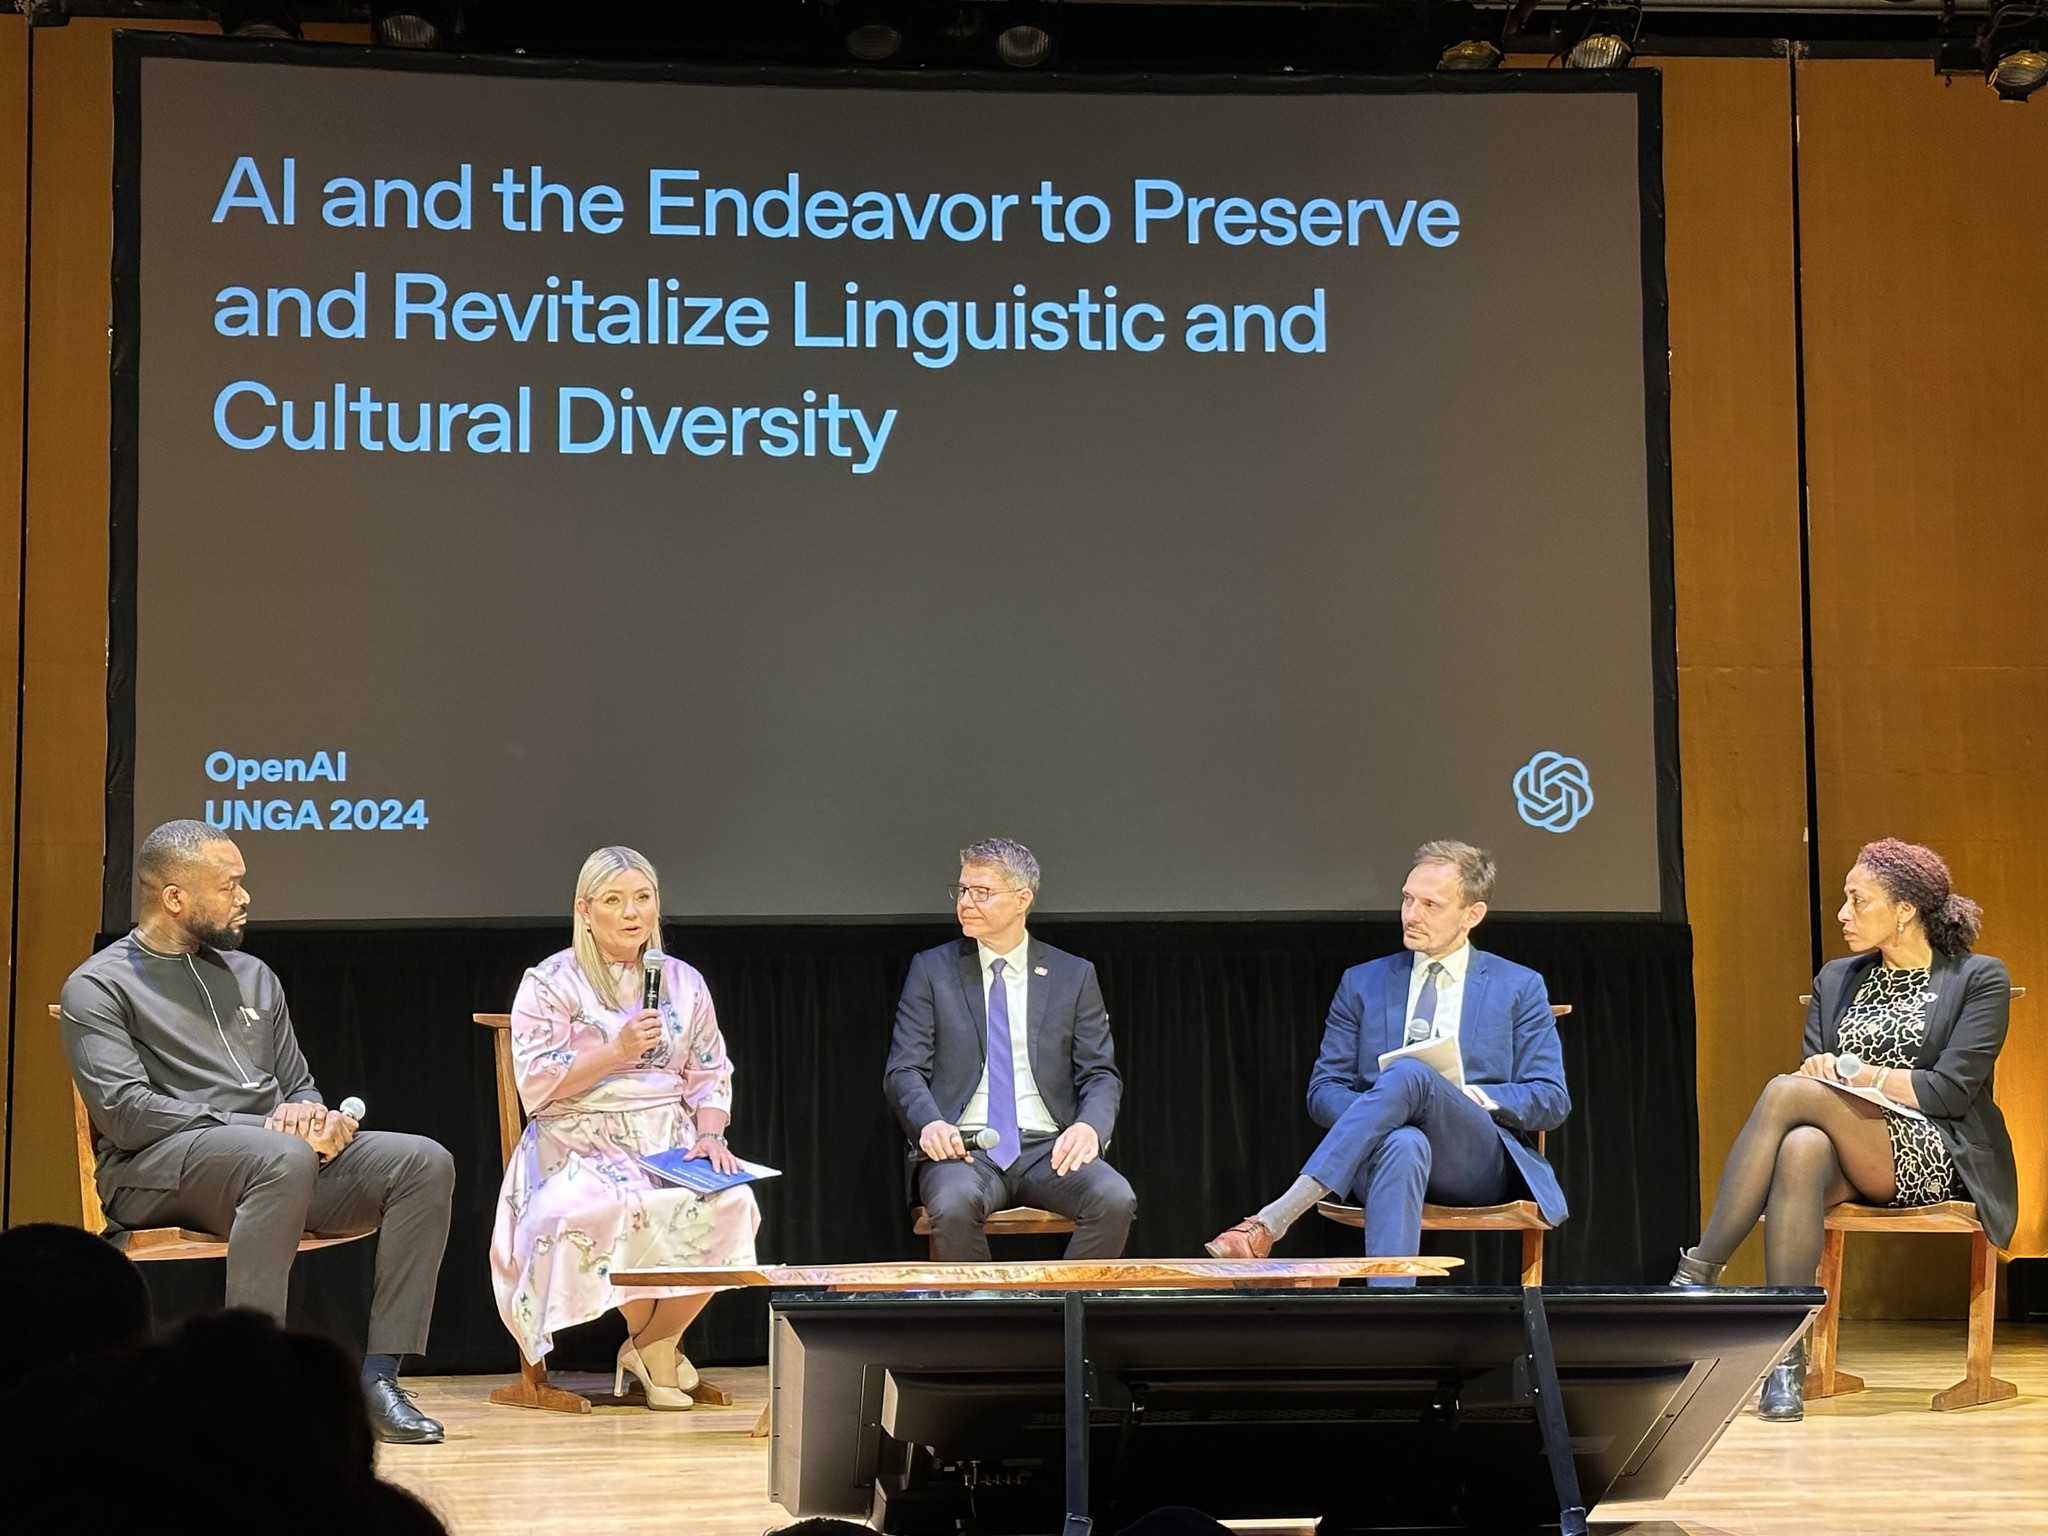 AI and the Endeavor to Preserve
and Revitalize Linguistic and
Cultural Diversity
OpenAI
UNGA 2024